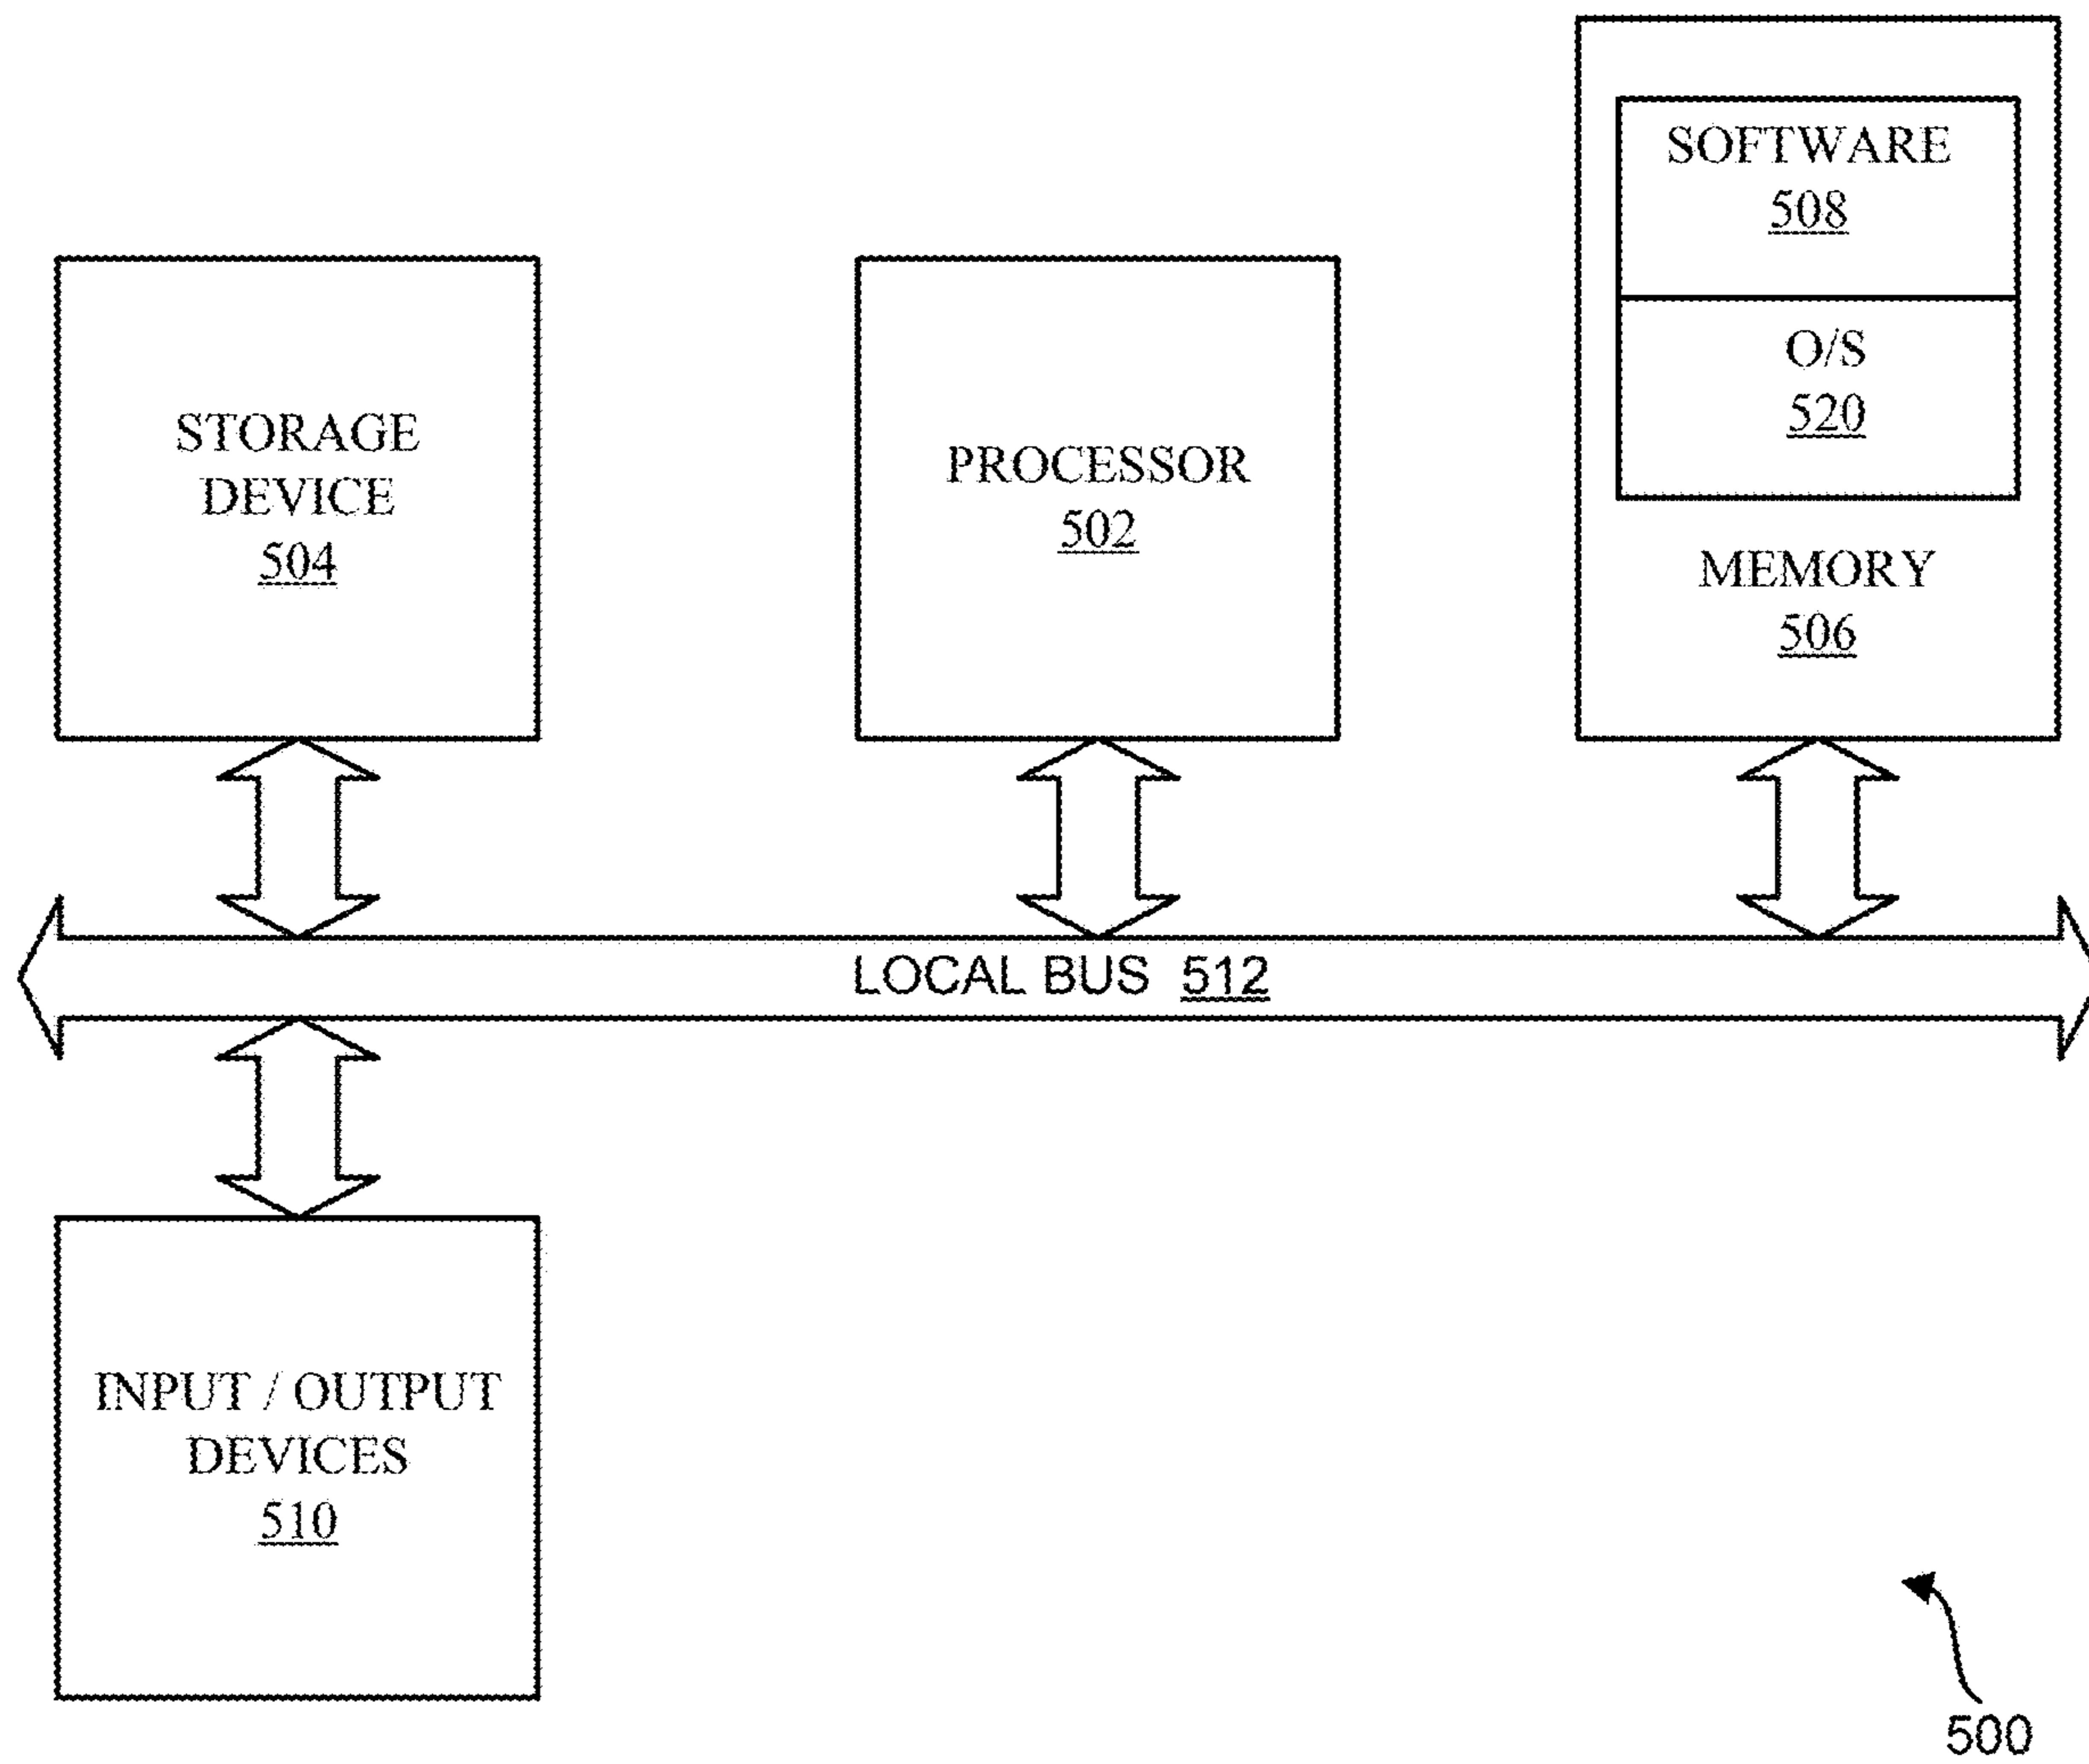 SOFTWARE
508
O/S
520
MEMORY
506
STORAGE
DEVICE
504
PROCESSOR
502
LOCAL BUS 512
INPUT / OUTPUT
DEVICES
510
500